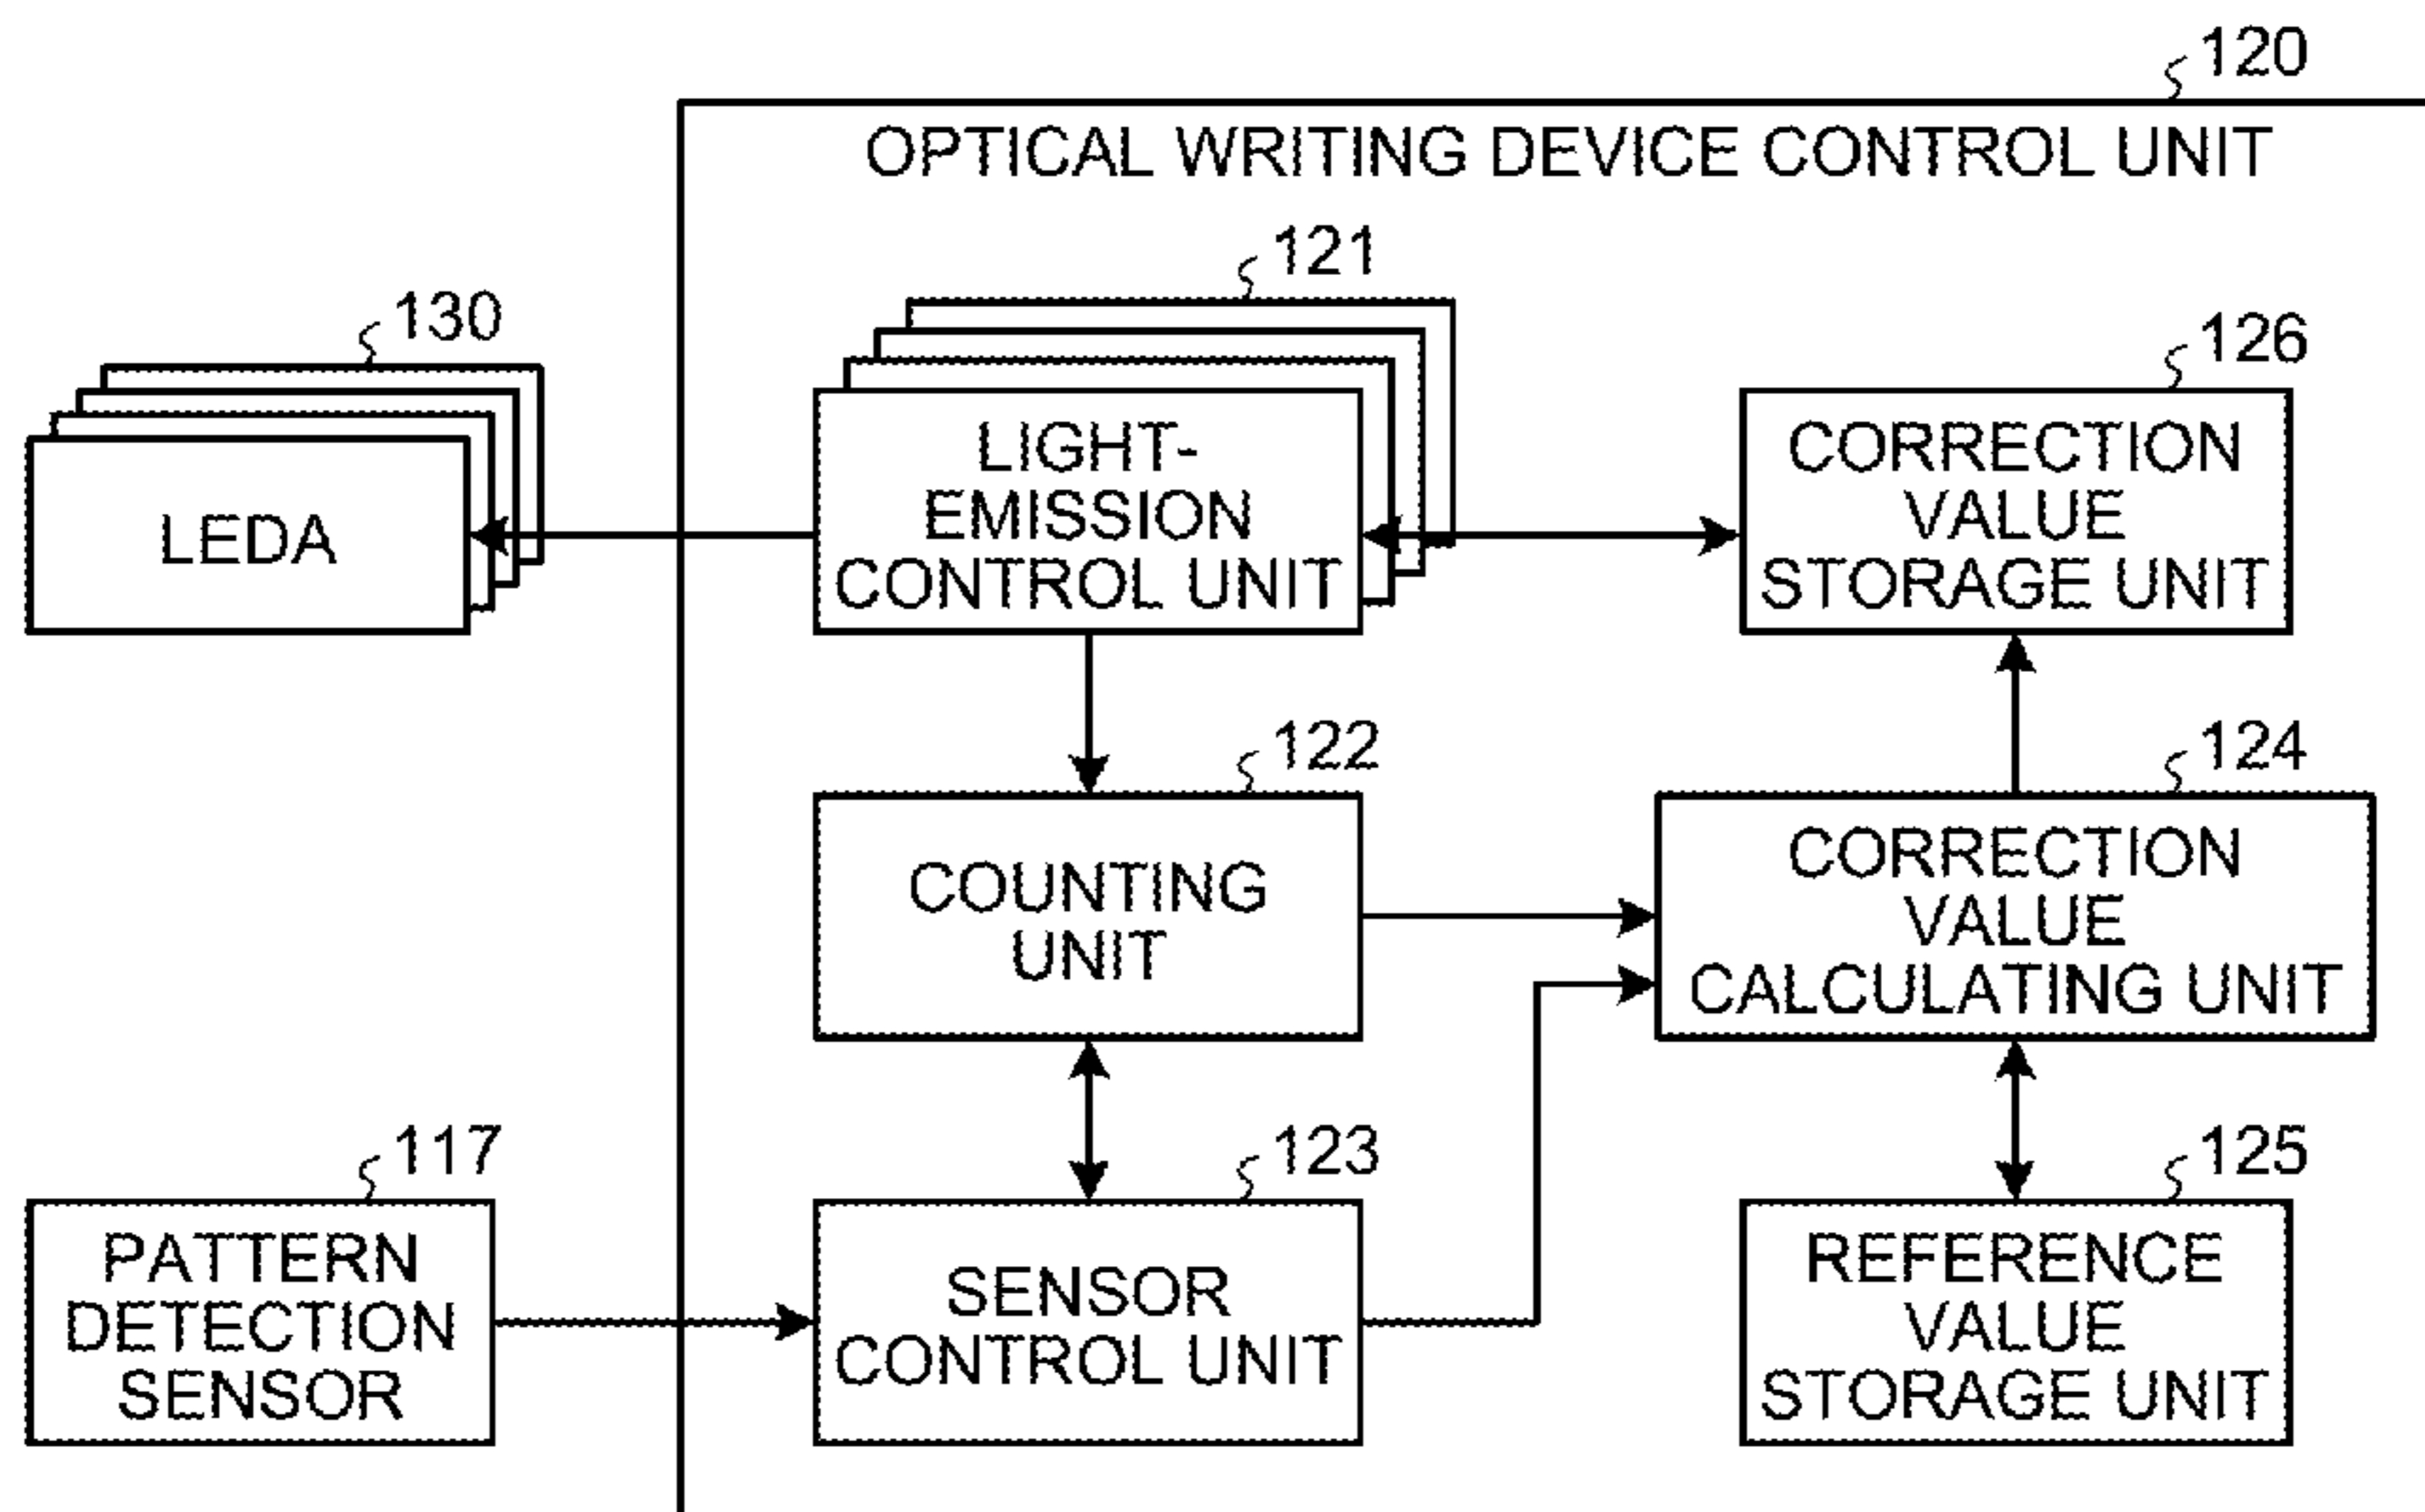 120
OPTICAL WRITING DEVICE CONTROL UNIT
130
LEDA
121
LIGHT-
EMISSION
CONTROL UNIT
126
CORRECTION
VALUE
STORAGE UNIT
122
COUNTING
UNIT
124
CORRECTION
VALUE
CALCULATING UNIT
117
PATTERN
DETECTION
SENSOR
123
SENSOR
CONTROL UNIT
125
REFERENCE
VALUE
STORAGE UNIT